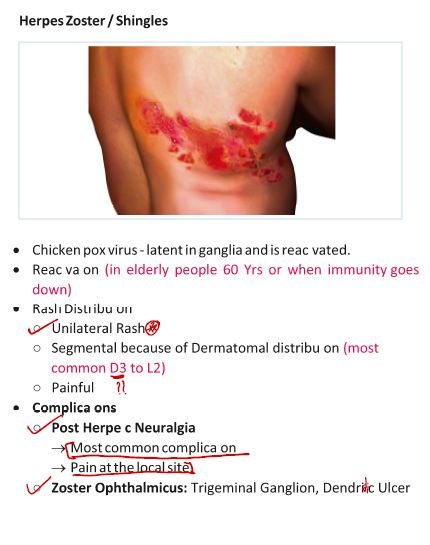 Herpes Zoster / Shingles
• Chicken pox virus - latent in ganglia and is reac vated.
• Reac va on (in elderly people 60 Yrs or when immunity goes
down)
• Rash Distribu on
○ Unilateral Rash
○ Segmental because of Dermatomal distribu on (most
common D3 to L2)
○ Painful ??
• Complica ons
○ Post Herpe c Neuralgia
→ Most common complica on
→ Pain at the local site
○ Zoster Ophthalmicus: Trigeminal Ganglion, Dendritic Ulcer